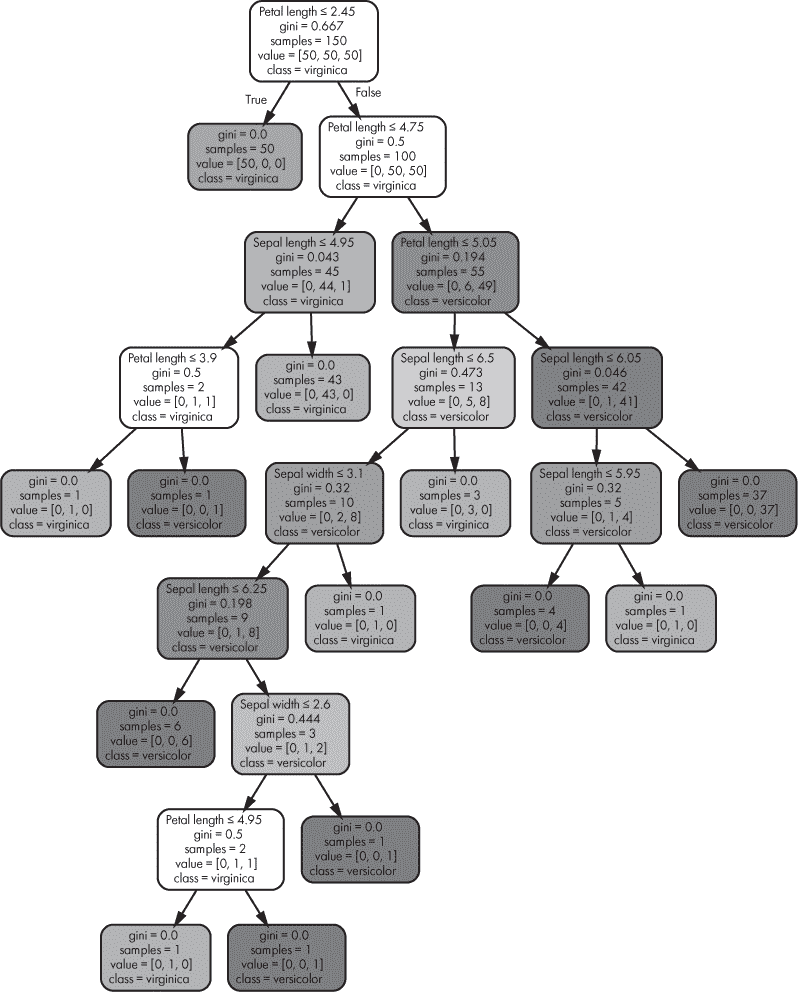 Petal length ≤ 2.45
gini = 0.667
samples = 150
value = [50, 50, 50]
class = virginica
True
False
gini = 0.0
samples = 50
value = [50, 0, 0]
class = virginica
Petal length ≤ 4.75
gini = 0.5
samples = 100
value = [0, 50, 50]
class = virginica
Sepal length ≤ 4.95
gini = 0.043
samples = 45
value = [0, 44, 1]
class = virginica
Petal length ≤ 5.05
gini = 0.194
samples = 55
value = [0, 6, 49]
class = versicolor
Petal length ≤ 3.9
gini = 0.5
samples = 2
value = [0, 1, 1]
class = virginica
gini = 0.0
samples = 43
value = [0, 43, 0]
class = virginica
Sepal length ≤ 6.5
gini = 0.473
samples = 13
value = [0, 5, 8]
class = versicolor
Sepal length ≤ 6.05
gini = 0.046
samples = 42
value = [0, 1, 41]
class = versicolor
gini = 0.0
samples = 1
value = [0, 1, 0]
class = virginica
gini = 0.0
samples = 1
value = [0, 0, 1]
class = versicolor
Sepal width ≤ 3.1
gini = 0.32
samples = 10
value = [0, 2, 8]
class = versicolor
gini = 0.0
samples = 3
value = [0, 3, 0]
class = virginica
Sepal length ≤ 5.95
gini = 0.32
samples = 5
value = [0, 1, 4]
class = versicolor
gini = 0.0
samples = 37
value = [0, 0, 37]
class = versicolor
Sepal length ≤ 6.25
gini = 0.198
samples = 9
value = [0, 1, 8]
class = versicolor
gini = 0.0
samples = 1
value = [0, 1, 0]
class = virginica
gini = 0.0
samples = 4
value = [0, 0, 4]
class = versicolor
gini = 0.0
samples = 1
value = [0, 1, 0]
class = virginica
gini = 0.0
samples = 6
value = [0, 0, 6]
class = versicolor
Sepal width ≤ 2.6
gini = 0.444
samples = 3
value = [0, 1, 2]
class = versicolor
Petal length ≤ 4.95
gini = 0.5
samples = 2
value = [0, 1, 1]
class = virginica
gini = 0.0
samples = 1
value = [0, 0, 1]
class = versicolor
gini = 0.0
samples = 1
value = [0, 1, 0]
class = virginica
gini = 0.0
samples = 1
value = [0, 0, 1]
class = versicolor